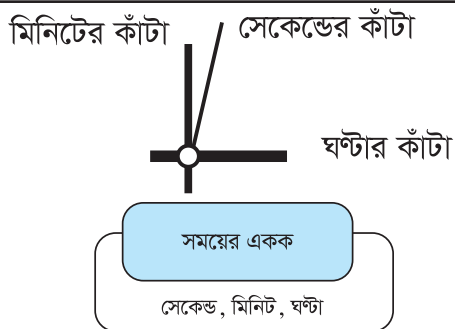 মিনিটের কাঁটা
সেকেন্ডের কাঁটা
ঘণ্টার কাঁটা
সময়ের একক
সেকেন্ড, মিনিট, ঘণ্টা